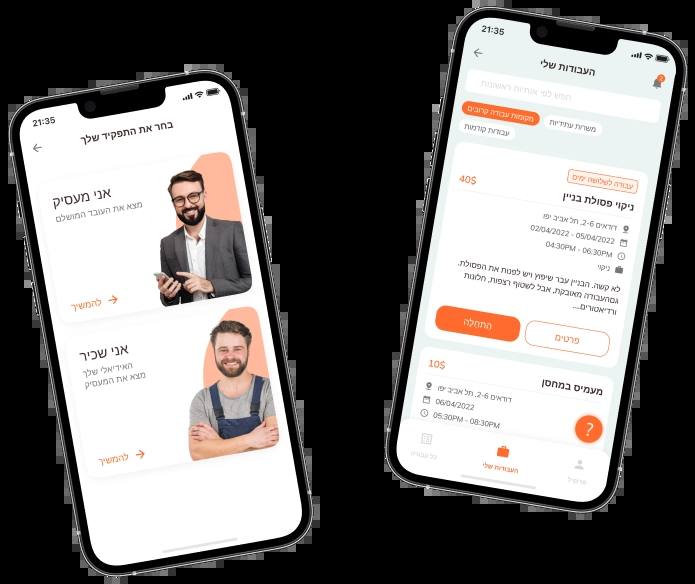 21:35
בחר את התפקיד שלך
אני מעסיק
מצא את העובד המושלם
להמשיך
אני שכיר
האידיאלי שלך
מצא את המעסיק
להמשיך
21:35
העבודות שלי
2
חפש לפי אותיות ראשונות
מקומות עבודה קרובים
משרות עתידיות
עבודות קודמות
עבודה לשלושה ימים
40$
ניקוי פסולת בניין
דודאים 2-6, תל אביב יפו
02/04/2022 - 05/04/2022
04:30PM - 06:30PM
ניקוי
לא קשה. הבניין עבר שיפוץ ויש לפנות את הפסולת.
גםהעבודה מאובקת, אבל לשטוף רצפות, חלונות
ורדיאטורים...
התחלה
פרטים
10$
מעמיס במחסן
דודאים 2-6, תל אביב יפו
06/04/2022
05:30PM - 08:30PM
?
כל עבודה
העבודות שלי
פרופיל